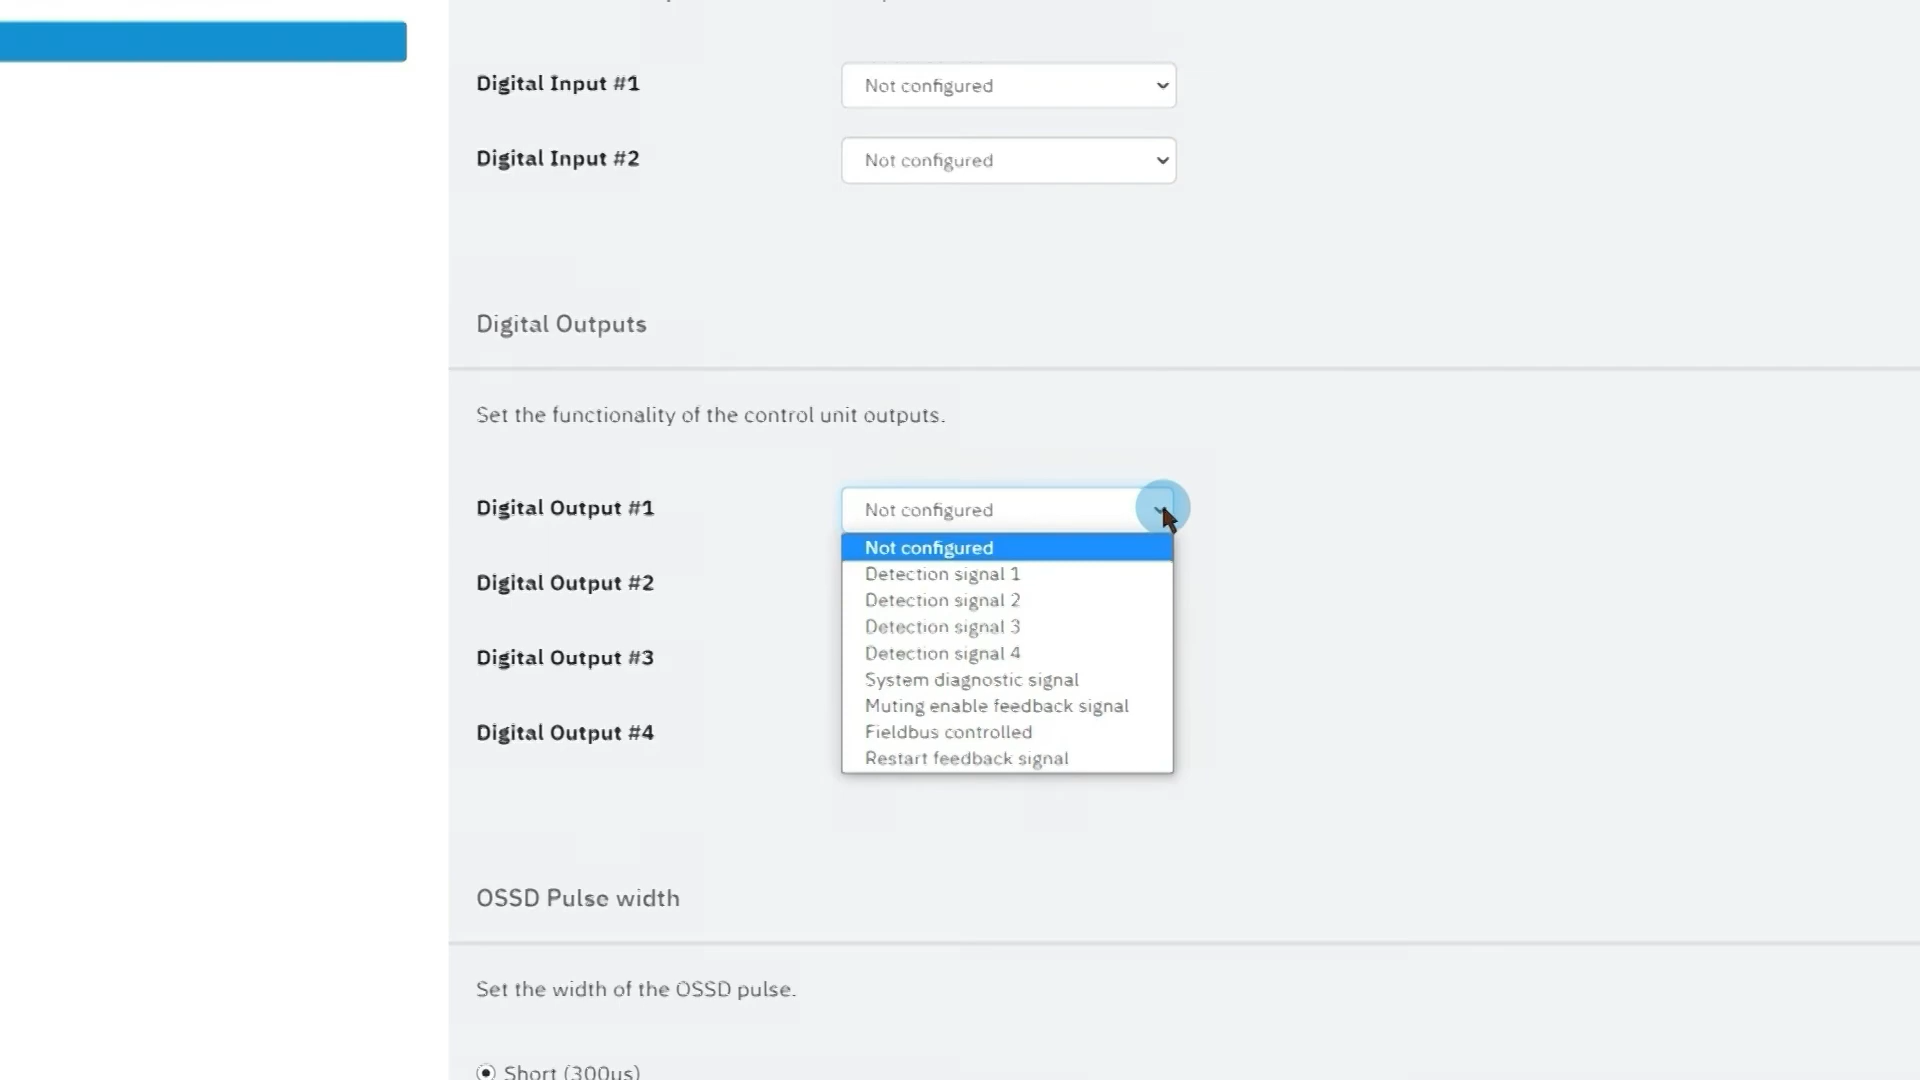 Digital Input #1
Not configured
Digital Input #2
Not configured
Digital Outputs
Set the functionality of the control unit outputs.
Digital Output #1
Not configured
Not configured
Detection signal 1
Digital Output #2
Detection signal 2
Detection signal 3
Digital Output #3
Detection signal 4
System diagnostic signal
Muting enable feedback signal
Digital Output #4
Fieldbus controlled
Restart feedback signal
OSSD Pulse width
Set the width of the OSSD pulse.
Short (300us)